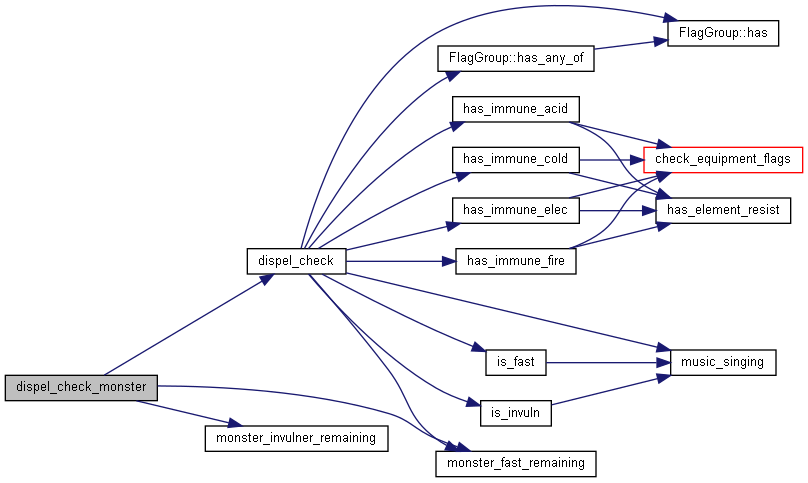 FlagGroup::has
FlagGroup::has_any_of
has_immune_acid
has_immune_cold
check_equipment_flags
has_immune_elec
has_element_resist
dispel_check
has_immune_fire
is_fast
music_singing
dispel_check_monster
is_invuln
monster_invulner_remaining
monster_fast_remaining